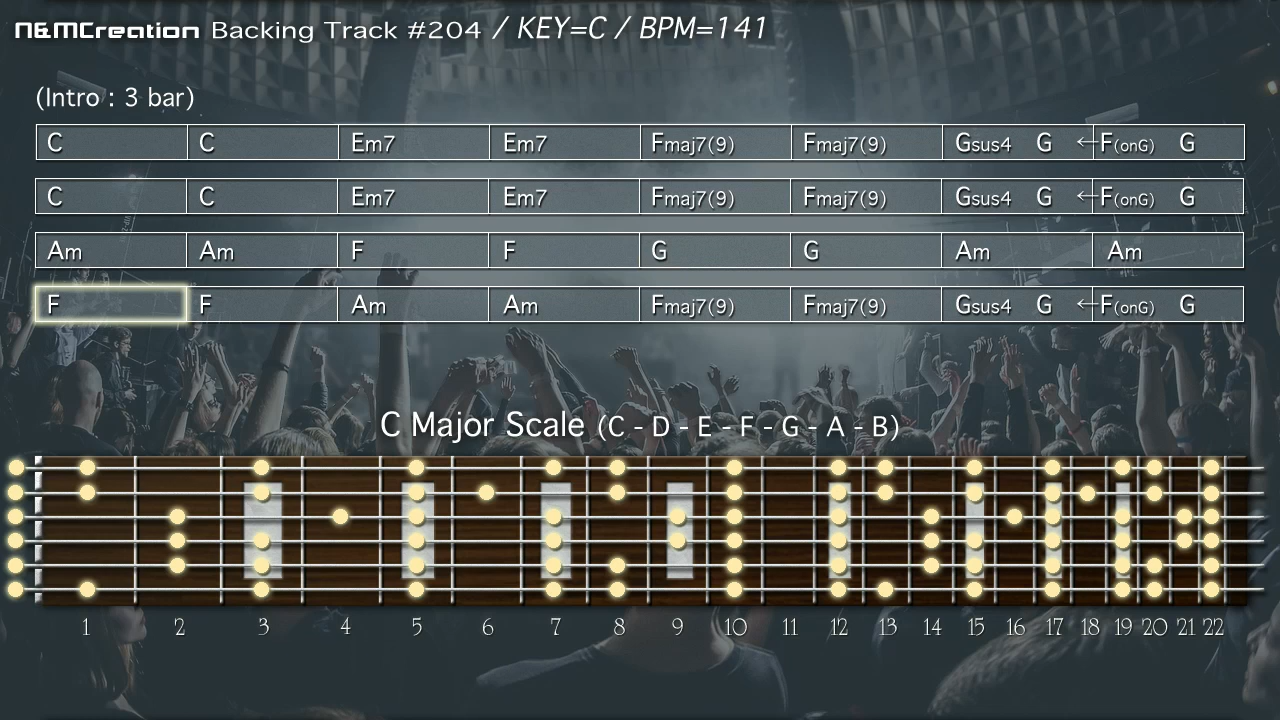 N&MCreation Backing Track #204 / KEY=C / BPM=141
(Intro : 3 bar)
C C Em7 Em7 Fmaj7(9) Fmaj7(9) Gsus4 G ←F(onG) G
C C Em7 Em7 Fmaj7(9) Fmaj7(9) Gsus4 G ←F(onG) G
Am Am F F G G Am Am
F F Am Am Fmaj7(9) Fmaj7(9) Gsus4 G ←F(onG) G
C Major Scale (C - D - E - F - G - A - B)
1 2 3 4 5 6 7 8 9 10 11 12 13 14 15 16 17 18 19 20 21 22